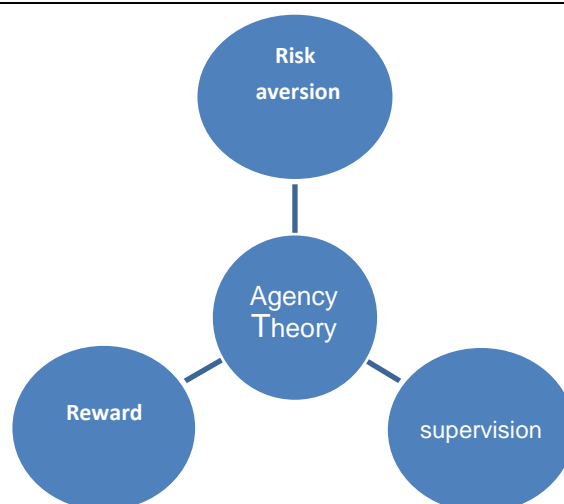 Risk
aversion
Agency
Theory
Reward
supervision